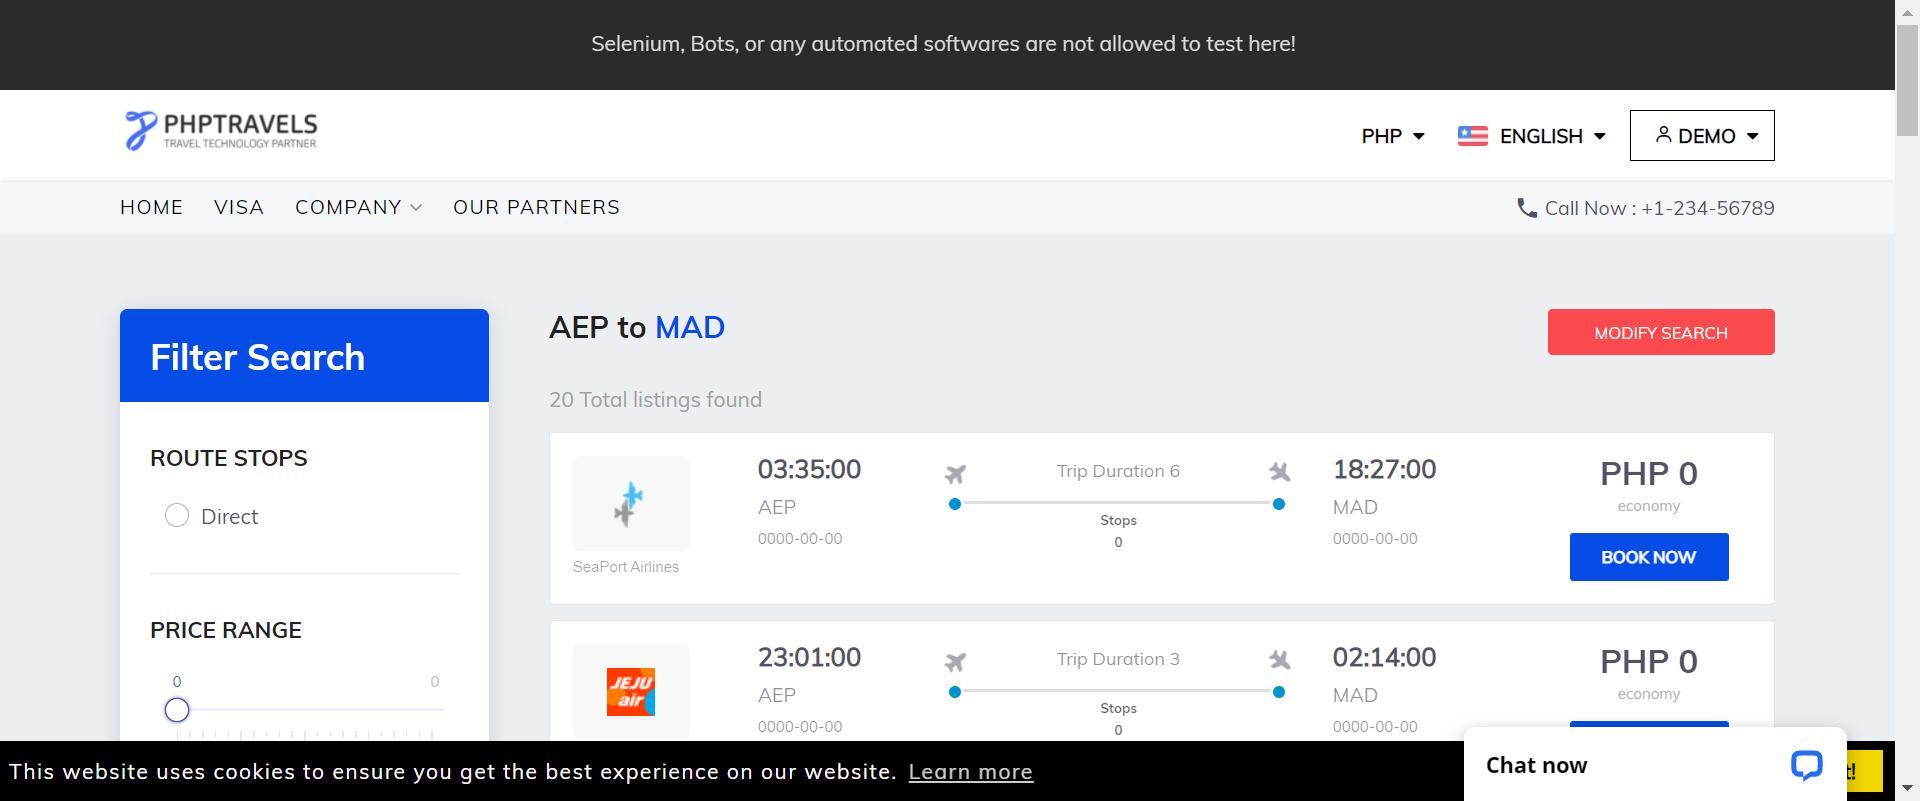 Selenium, Bots, or any automated softwares are not allowed to test here!
PHPTRAVELS
TRAVEL TECHNOLOGY PARTNER
PHP
ENGLISH
DEMO
HOME
VISA
COMPANY
OUR PARTNERS
Call Now : +1-234-56789
Filter Search
ROUTE STOPS
Direct
PRICE RANGE
0
0
AEP to MAD
MODIFY SEARCH
20 Total listings found
SeaPort Airlines
03:35:00
AEP
0000-00-00
Trip Duration 6
Stops
0
18:27:00
MAD
0000-00-00
PHP 0
economy
BOOK NOW
JEJU
air
23:01:00
AEP
0000-00-00
Trip Duration 3
Stops
0
02:14:00
MAD
0000-00-00
PHP 0
economy
This website uses cookies to ensure you get the best experience on our website. Learn more
Chat now